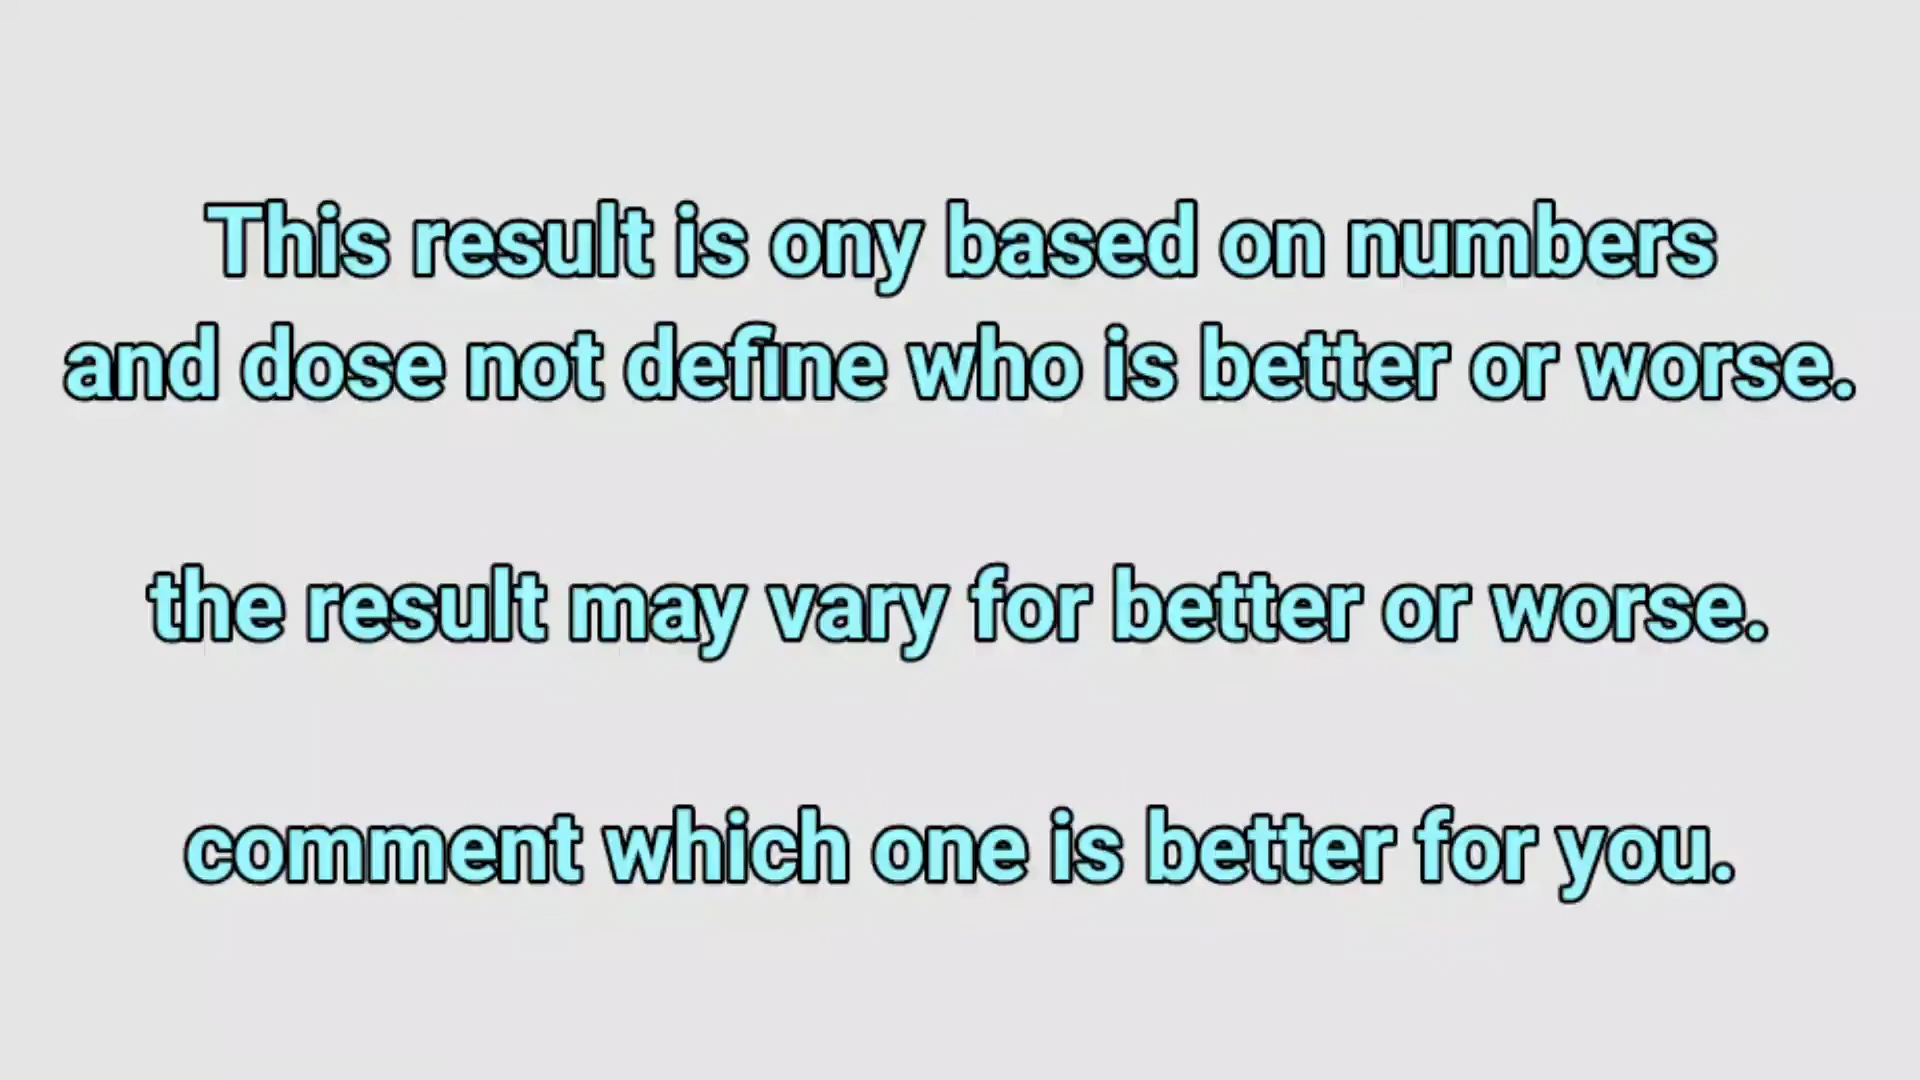 This result is ony based on numbers
and dose not define who is better or worse.
the result may vary for better or worse.
comment which one is better for you.